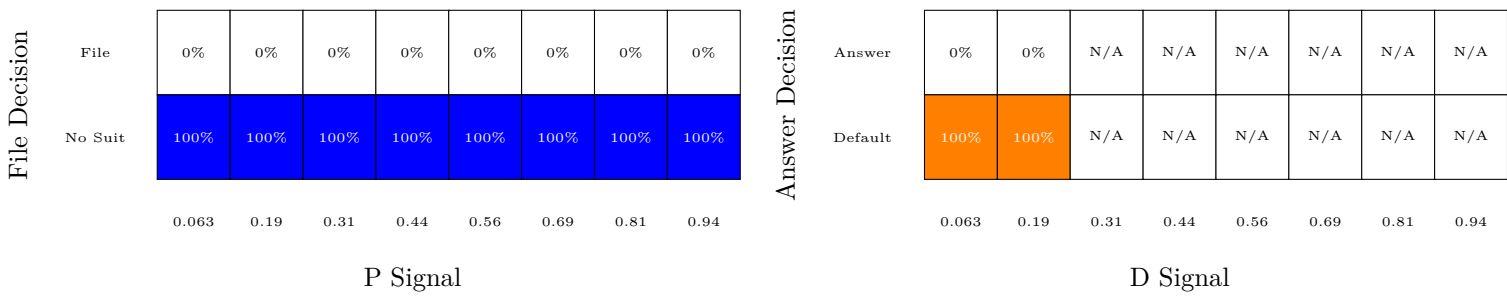 File Decision
File
0% 0% 0% 0% 0% 0% 0% 0%
No Suit
100% 100% 100% 100% 100% 100% 100% 100%
0.063 0.19 0.31 0.44 0.56 0.69 0.81 0.94
P Signal
Answer Decision
Answer
0% 0% N/A N/A N/A N/A N/A N/A
Default
100% 100% N/A N/A N/A N/A N/A N/A
0.063 0.19 0.31 0.44 0.56 0.69 0.81 0.94
D Signal